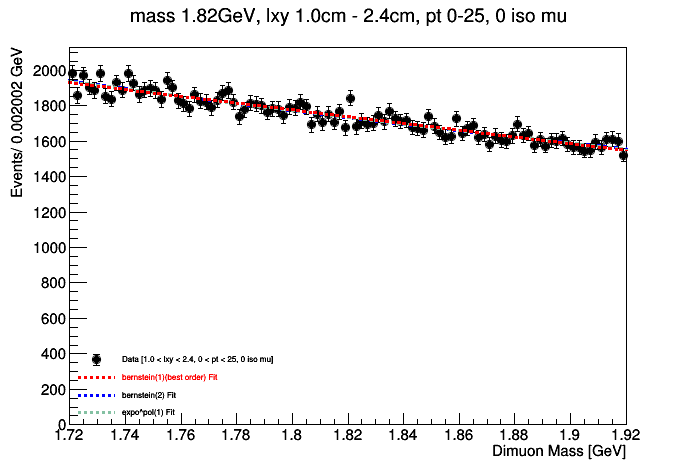 mass 1.82GeV, lxy 1.0cm - 2.4cm, pt 0-25, 0 iso mu
Events/ 0.002002 GeV
2000
1800
1600
1400
1200
1000
800
600
400
200
0
Data [1.0 < lxy < 2.4, 0 < pt < 25, 0 iso mu]
bernstein(1)(best order) Fit
bernstein(2) Fit
expo^pol(1) Fit
1.72 1.74 1.76 1.78 1.8 1.82 1.84 1.86 1.88 1.9 1.92
Dimuon Mass [GeV]